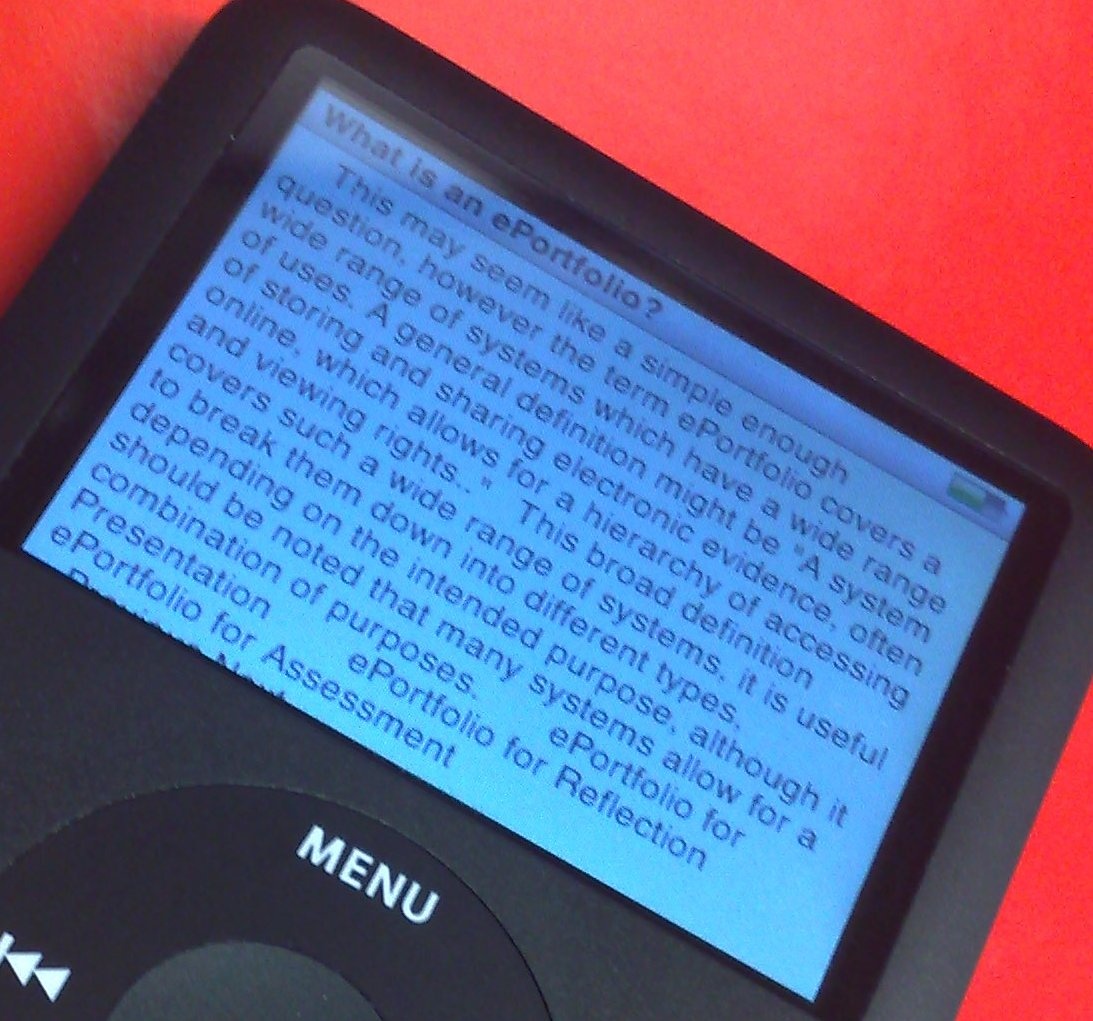 What is an ePortfolio?
This may seem like a simple enough
question, however the term ePortfolio covers a
wide range of systems which have a wide range
of uses. A general definition might be "A system
of storing and sharing electronic evidence, often
online, which allows for a hierarchy of accessing
and viewing rights.." This broad definition
covers such a wide range of systems, it is useful
to break them down into different types,
depending on the intended purpose, although it
should be noted that many systems allow for a
combination of purposes. ePortfolio for
Presentation ePortfolio for Reflection
ePortfolio for Assessment
MENU